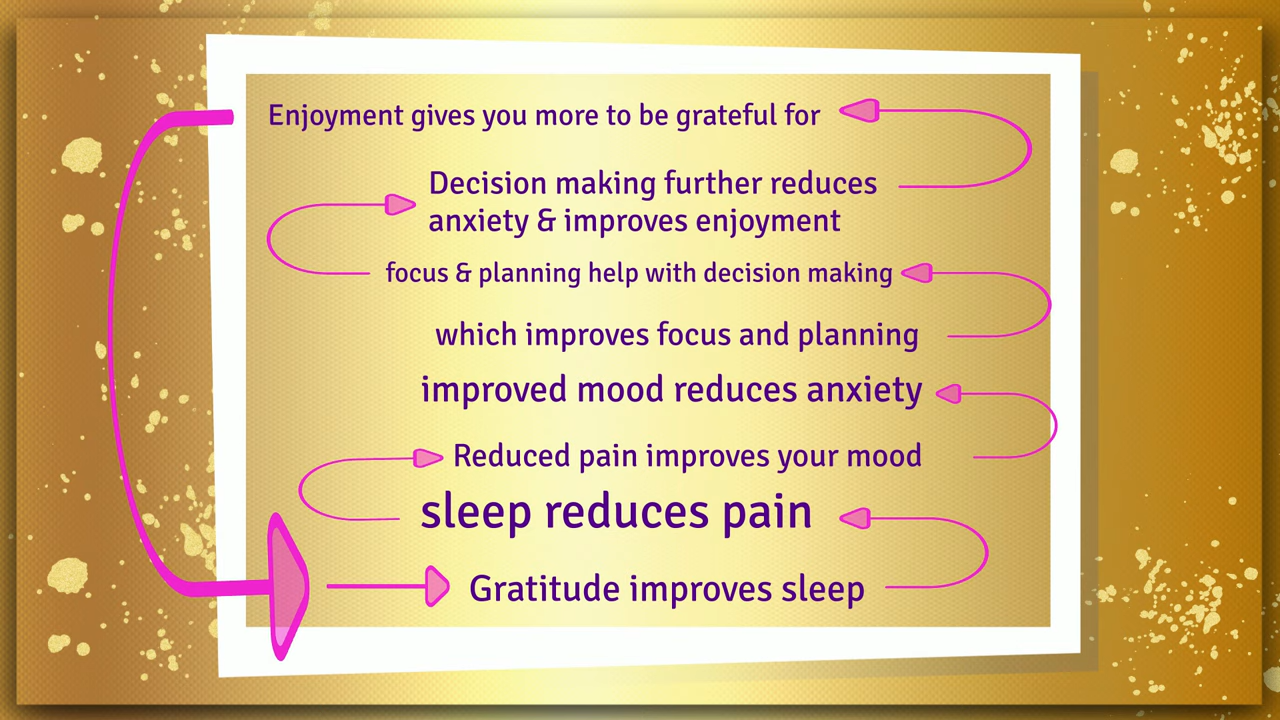 Enjoyment gives you more to be grateful for
Decision making further reduces
anxiety & improves enjoyment
focus & planning help with decision making
which improves focus and planning
improved mood reduces anxiety
Reduced pain improves your mood
sleep reduces pain
Gratitude improves sleep